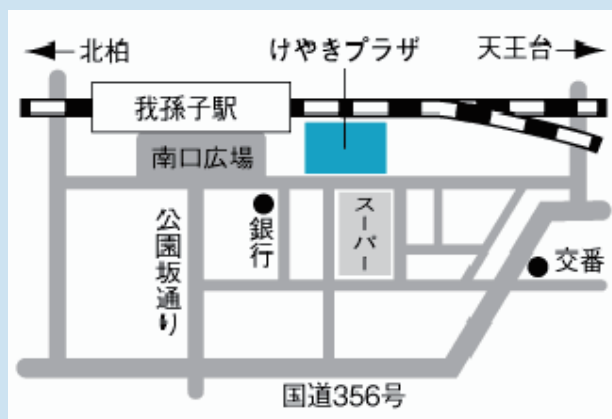 北柏
けやきプラザ
天王台
我孫子駅
南口広場
公園坂通り
銀行
スーパー
交番
国道356号